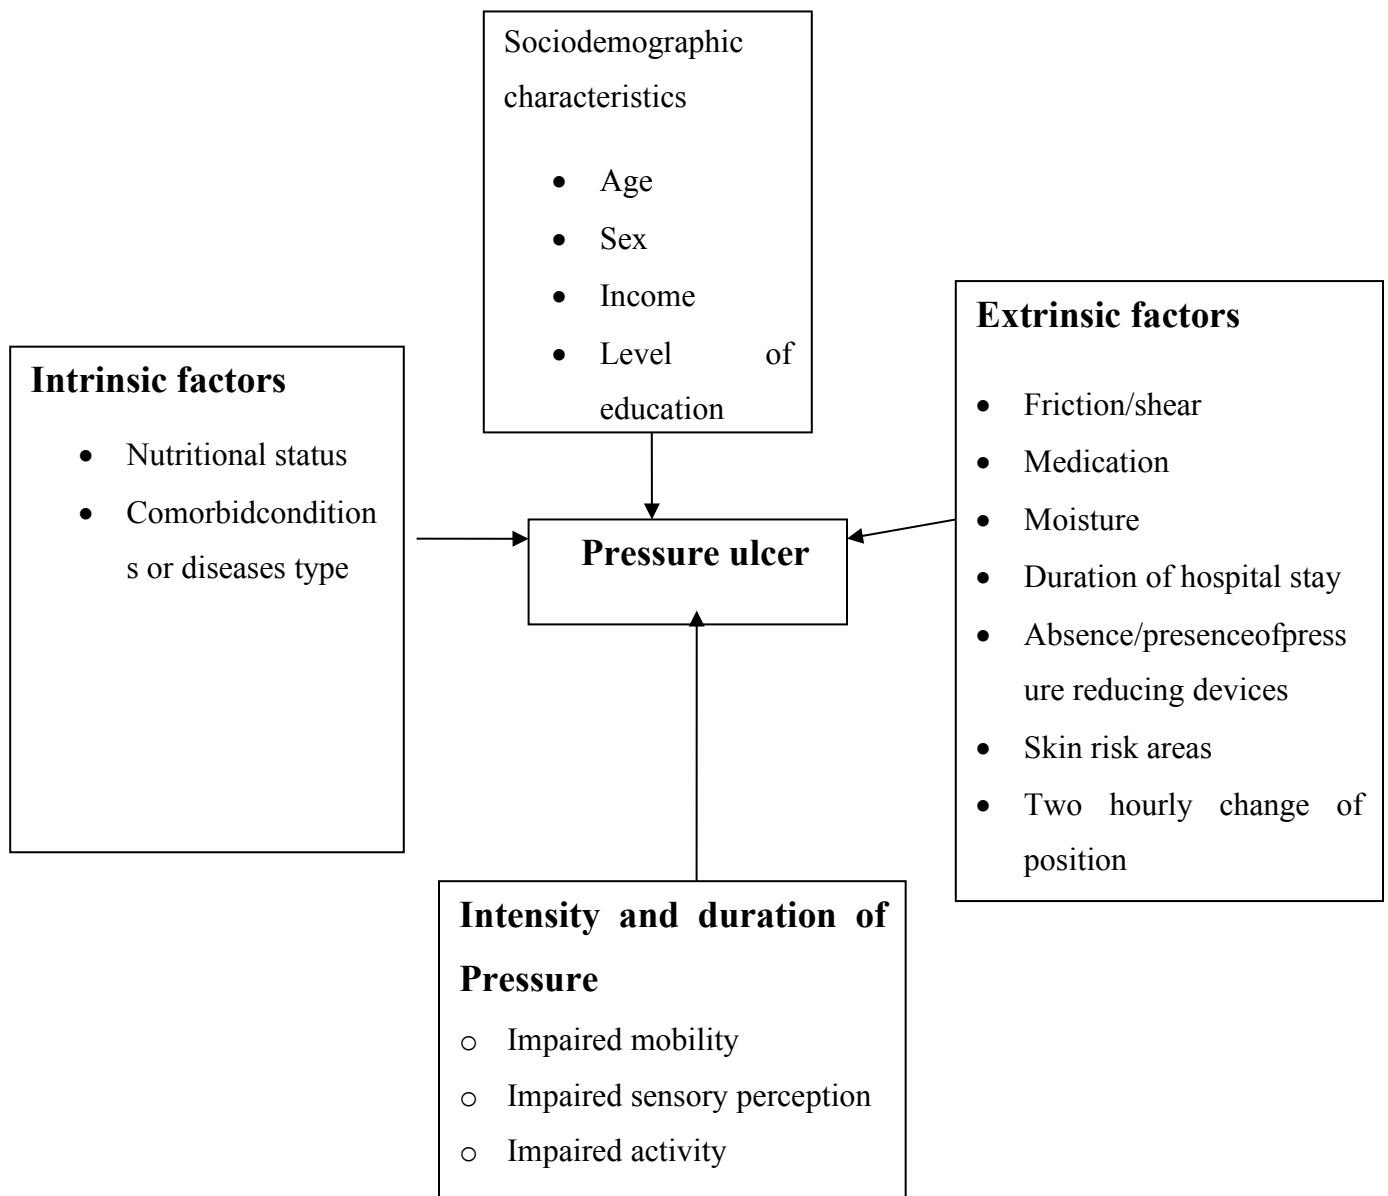 Sociodemographic
characteristics
• Age
• Sex
• Income
• Level of
education
Intrinsic factors
• Nutritional status
• Comorbidcondition
s or diseases type
Pressure ulcer
Extrinsic factors
• Friction/shear
• Medication
• Moisture
• Duration of hospital stay
• Absence/presenceofpress
ure reducing devices
• Skin risk areas
• Two hourly change of
position
Intensity and duration of
Pressure
o Impaired mobility
o Impaired sensory perception
o Impaired activity